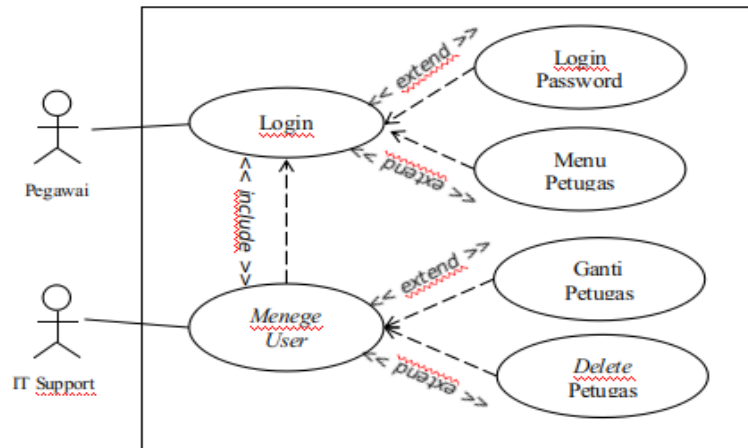 << extend >>
Login
Password
Login
Pegawai
<< extend >>
Menu
Petugas
<< include >>
<< extend >>
Ganti
Petugas
Menege
User
IT Support
<< extend >>
Delete
Petugas